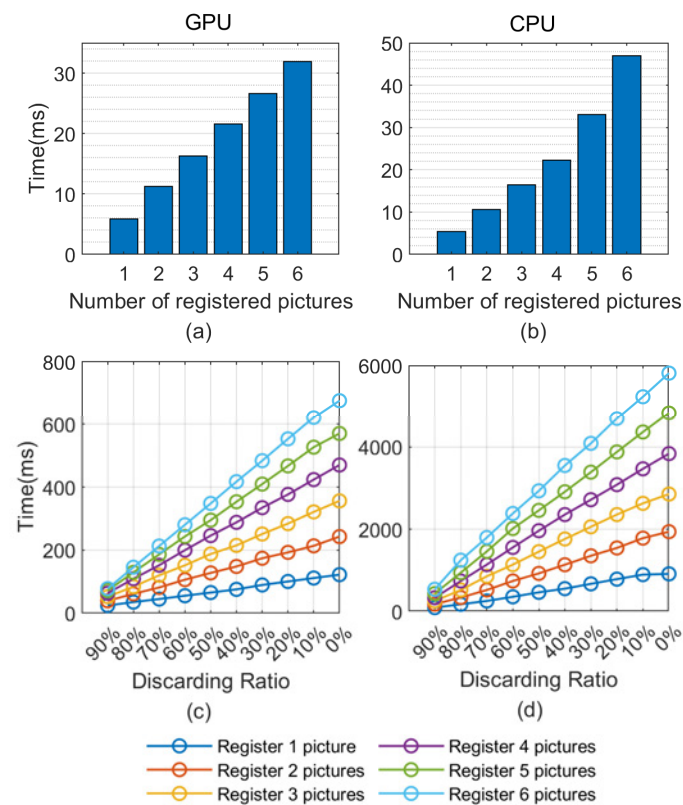 GPU
CPU
30
20
10
0
Time(ms)
1 2 3 4 5 6
Number of registered pictures
(a)
50
40
30
20
10
0
1 2 3 4 5 6
Number of registered pictures
(b)
800
600
400
200
0
Time(ms)
90% 80% 70% 60% 50% 40% 30% 20% 10% 0%
Discarding Ratio
(c)
6000
4000
2000
0
90% 80% 70% 60% 50% 40% 30% 20% 10% 0%
Discarding Ratio
(d)
Register 1 picture
Register 2 pictures
Register 3 pictures
Register 4 pictures
Register 5 pictures
Register 6 pictures